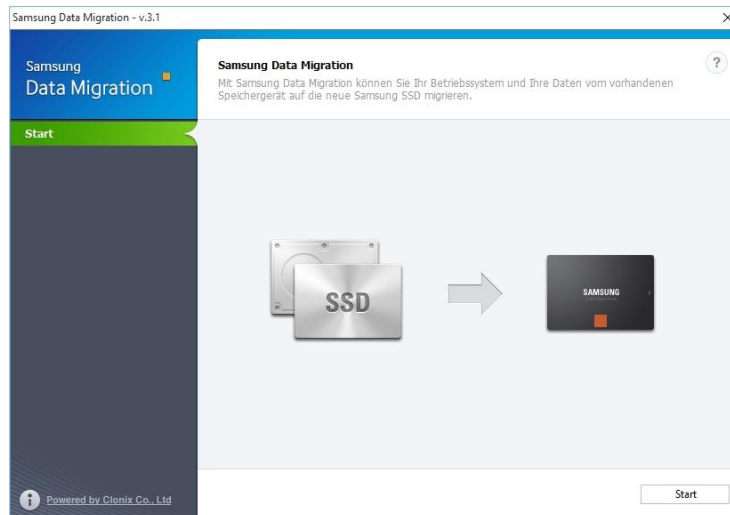 Samsung Data Migration - v.3.1
Samsung
Data Migration
Samsung Data Migration
Mit Samsung Data Migration können Sie Ihr Betriebssystem und Ihre Daten vom vorhandenen
Speichergerät auf die neue Samsung SSD migrieren.
?
Start
SSD
SAMSUNG
Powered by Clonix Co., Ltd
Start